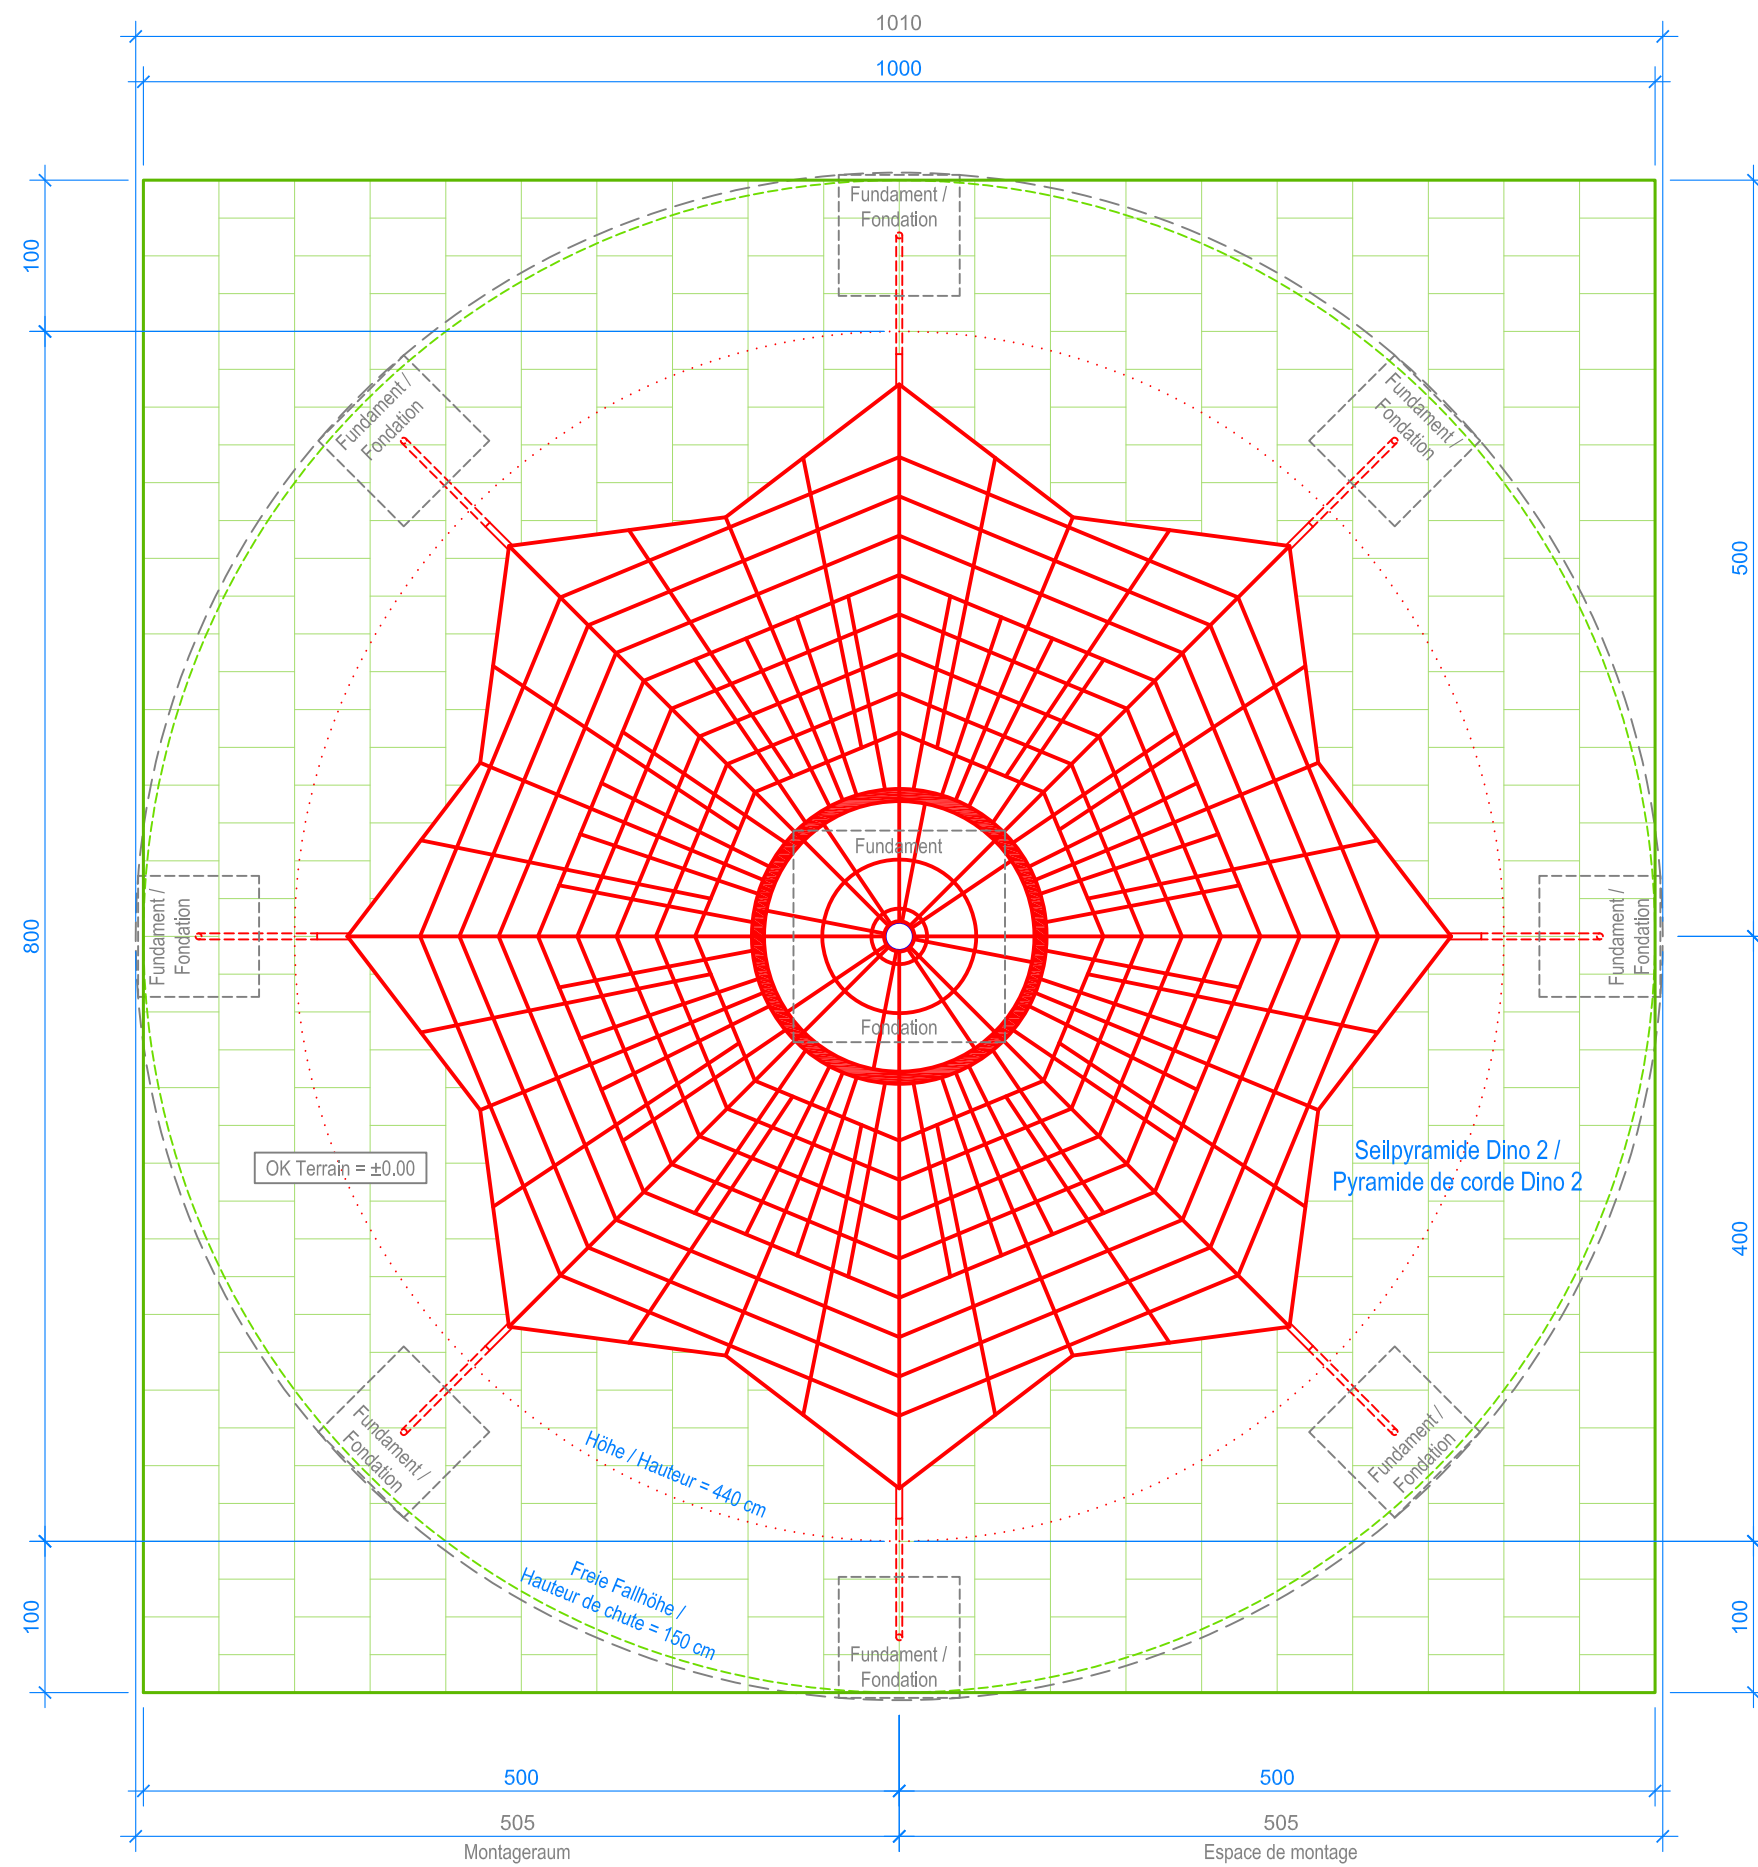 1010
1000
Fundament /
Fondation
100
Fundament /
Fondation
Fundament /
Fondation
500
Fundament
Fundament /
Fondation
Fundament /
Fondation
800
Fondation
OK Terrain = ±0.00
Seilpyramide Dino 2 /
Pyramide de corde Dino 2
400
Fundament /
Fondation
Höhe / Hauteur = 440 cm
Fundament /
Fondation
Freie Fallhöhe /
Hauteur de chute = 150 cm
100
100
Fundament /
Fondation
500
500
505
505
Montageraum
Espace de montage